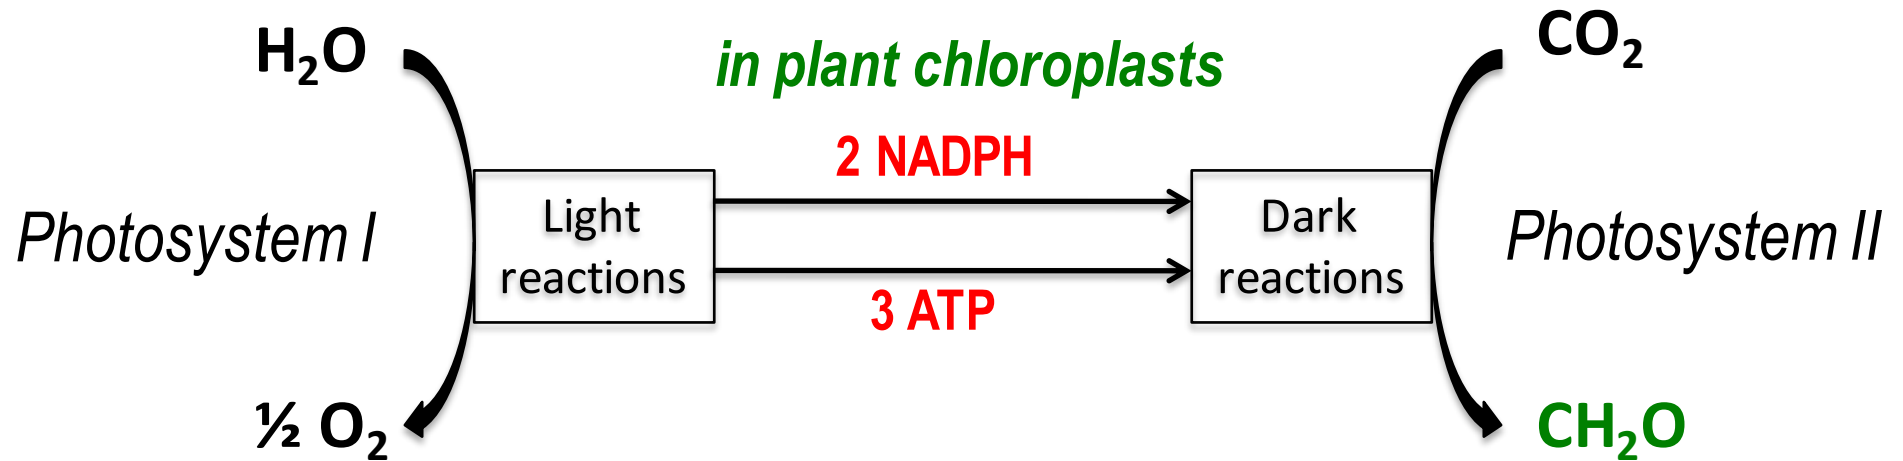 H₂O
in plant chloroplasts
CO₂
2 NADPH
Photosystem I
Light
reactions
Dark
reactions
Photosystem II
3 ATP
½ O₂
CH₂O